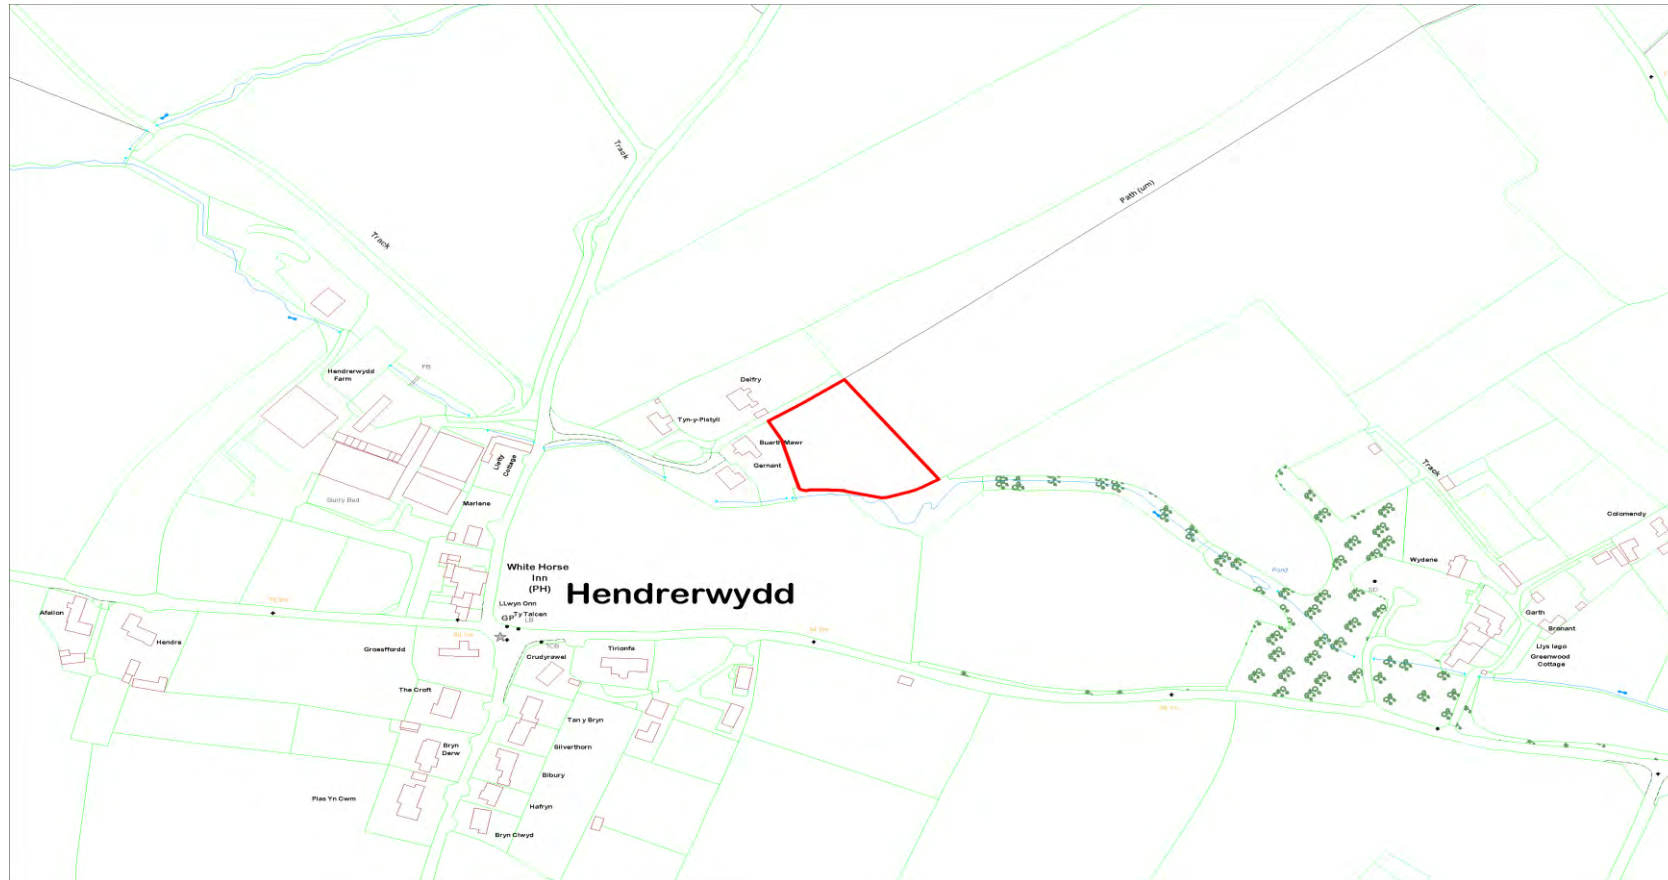 Track
Path (um)
Track
Hendrerwydd
Farm
FB
Delfry
Tyn-y-Pistyll
Buarth Mawr
Gernant
Llety
Cottage
Track
Slurry Bed
Marlene
Colomendy
Wydene
Pond
White Horse
Inn
(PH)
Hendrerwydd
LLwyn Onn
Ty Talcen
GP
LB
TCB
Afallon
Hendre
Groesffordd
Crudyrawel
Tirionfa
Garth
Bronant
Llys Iago
Greenwood
Cottage
The Croft
Tan y Bryn
Bryn
Derw
Silverthorn
Bibury
Plas Yn Cwm
Hafryn
Bryn Clwyd